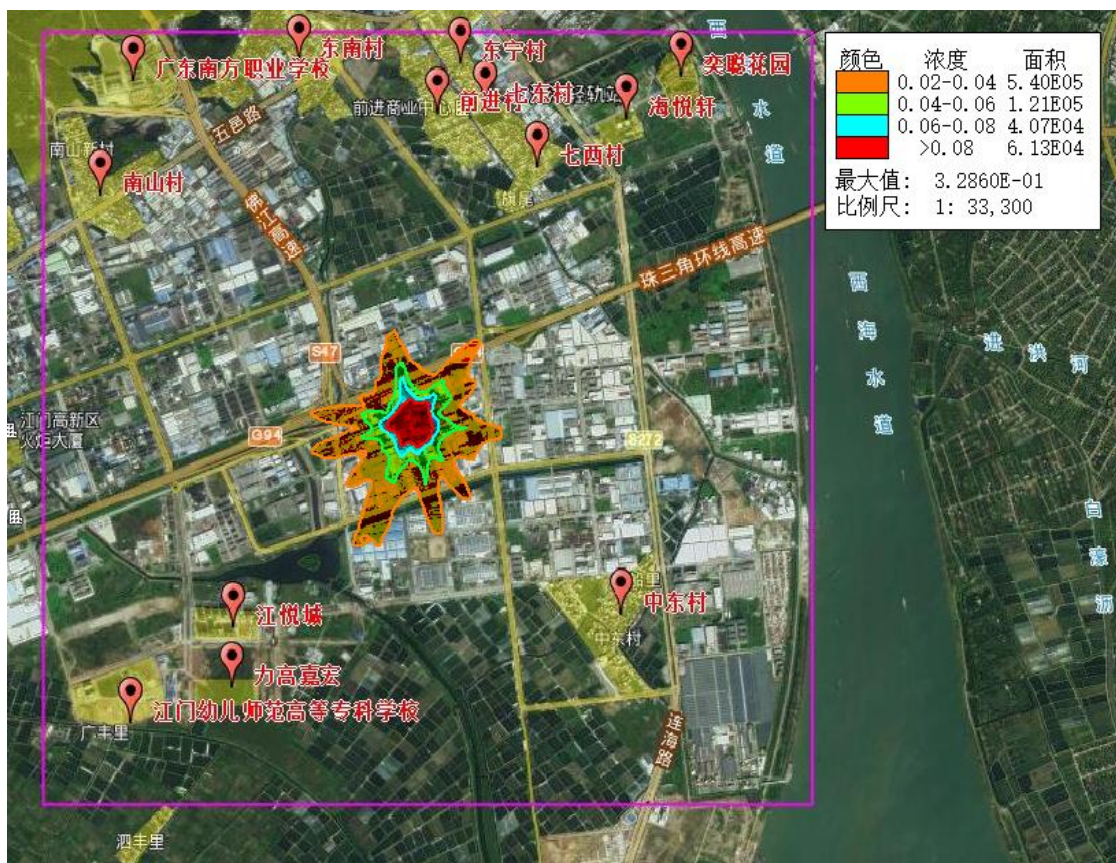 东南村
东宁村
西
水
道
奕聪花园
广东南方职业学校
前进商业中心
前进村
七东村
轻轨站
海悦轩
五邑路
七西村
南山新村
南山村
旗尾
佛江高速
珠三角环线高速
颜色 浓度 面积
0.02-0.04 5.40E05
0.04-0.06 1.21E05
0.06-0.08 4.07E04
>0.08 6.13E04
最大值: 3.2860E-01
比例尺: 1: 33,300
西
海
水
道
进洪河
S47
江门高新区
火炬大厦
G94
S272
白
濠
沥
江悦城
中东村
中东村
力高嘉宏
江门幼儿师范高等专科学校
广丰里
连海路
泗丰里